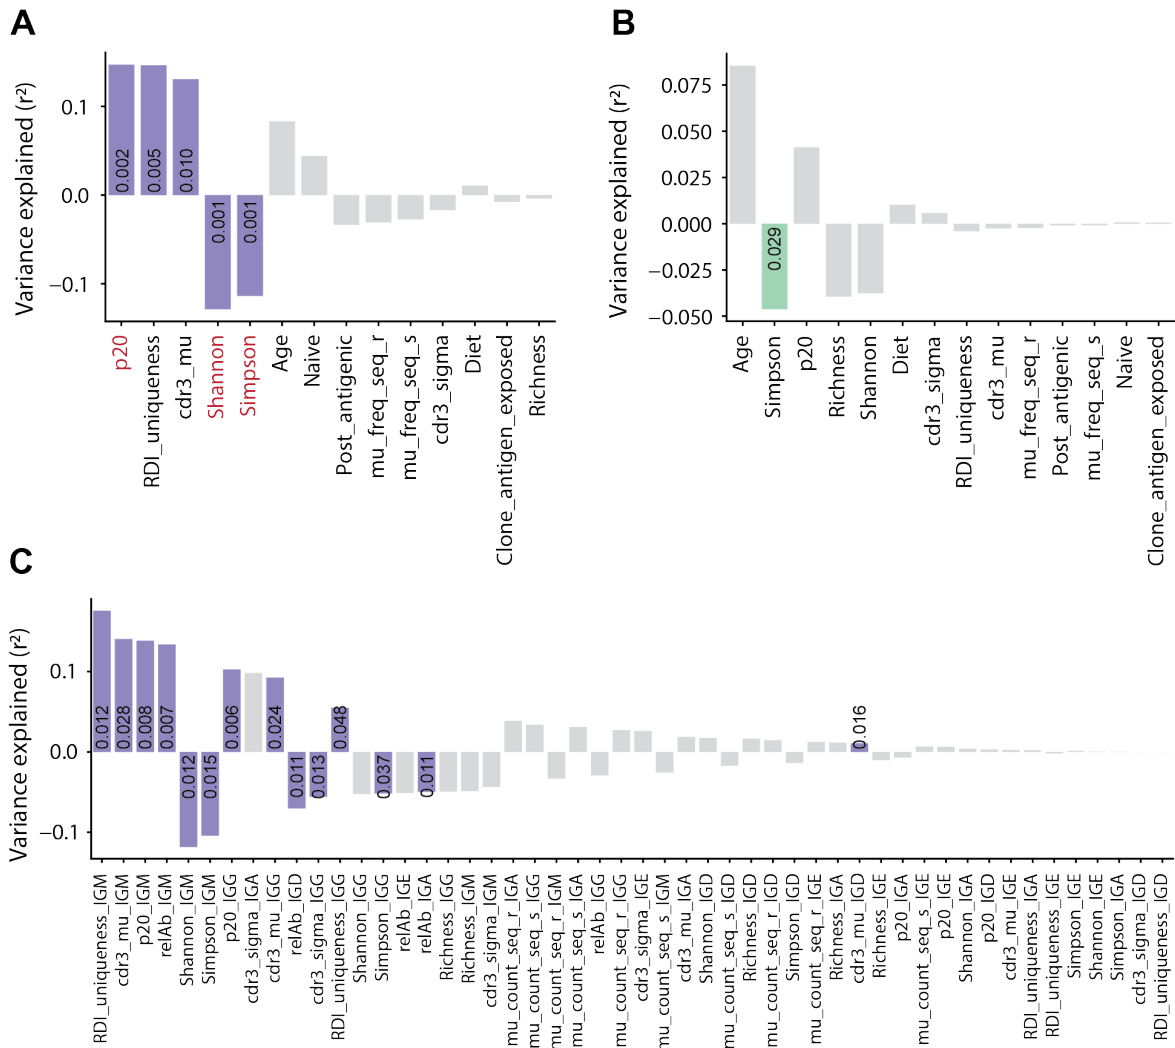 A
Variance explained (r²)
0.1
0.0
−0.1
0.002
0.005
0.010
0.001
0.001
p20
RDI_uniqueness
cdr3_mu
Shannon
Simpson
Age
Naive
Post_antigenic
mu_freq_seq_r
mu_freq_seq_s
cdr3_sigma
Diet
Clone_antigen_exposed
Richness
B
Variance explained (r²)
0.075
0.050
0.025
0.000
−0.025
−0.050
0.029
Age
Simpson
p20
Richness
Shannon
Diet
cdr3_sigma
RDI_uniqueness
cdr3_mu
mu_freq_seq_r
Post_antigenic
mu_freq_seq_s
Naive
Clone_antigen_exposed
C
Variance explained (r²)
0.1
0.0
−0.1
0.012
0.028
0.008
0.007
0.012
0.015
0.006
0.024
0.011
0.013
0.048
0.037
0.011
0.016
RDI_uniqueness_IGM
cdr3_mu_IGM
p20_IGM
relAb_IGM
Shannon_IGM
Simpson_IGM
p20_IGG
cdr3_sigma_IGA
cdr3_mu_IGG
relAb_IGD
cdr3_sigma_IGG
RDI_uniqueness_IGG
Shannon_IGG
Simpson_IGG
relAb_IGE
relAb_IGA
Richness_IGG
Richness_IGM
cdr3_sigma_IGM
mu_count_seq_r_IGA
mu_count_seq_s_IGG
mu_count_seq_r_IGM
mu_count_seq_s_IGA
relAb_IGG
mu_count_seq_r_IGG
cdr3_sigma_IGE
mu_count_seq_s_IGM
cdr3_mu_IGA
Shannon_IGD
mu_count_seq_s_IGD
Richness_IGD
mu_count_seq_r_IGD
Simpson_IGD
mu_count_seq_r_IGE
Richness_IGA
cdr3_mu_IGD
Richness_IGE
p20_IGA
mu_count_seq_s_IGE
p20_IGE
Shannon_IGA
p20_IGD
cdr3_mu_IGE
RDI_uniqueness_IGA
RDI_uniqueness_IGE
Simpson_IGE
Shannon_IGE
Simpson_IGA
cdr3_sigma_IGD
RDI_uniqueness_IGD